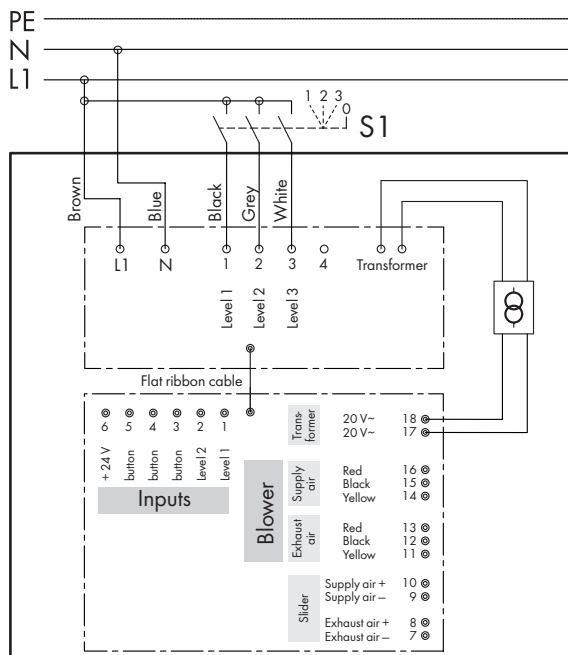 PE
N
L1
1 2 3
0
S1
Brown
Blue
Black
Grey
White
L1 N 1 2 3 4 Transformer
Level 1
Level 2
Level 3
Flat ribbon cable
6 5 4 3 2 1
+ 24 V
button
button
button
Level 2
Level 1
Inputs
Trans-
former
20 V~ 18
20 V~ 17
Blower
Supply
air
Red 16
Black 15
Yellow 14
Exhaust
air
Red 13
Black 12
Yellow 11
Slider
Supply air + 10
Supply air – 9
Exhaust air + 8
Exhaust air – 7